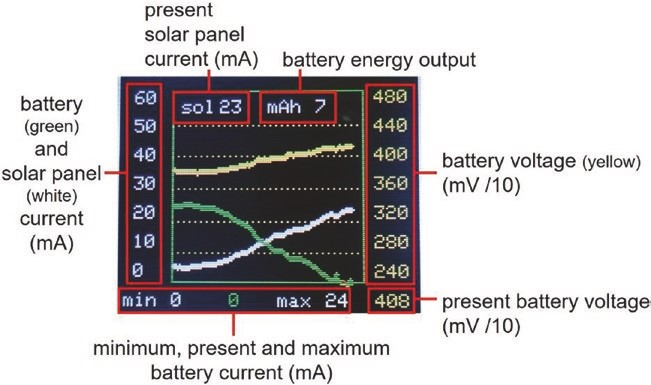 present
solar panel
current (mA)
battery energy output
battery
(green)
and
solar panel
(white)
current
(mA)
60
50
40
30
20
10
0
sol 23
mAh 7
480
440
400
360
320
280
240
battery voltage (yellow)
(mV /10)
min 0 0 max 24
408
present battery voltage
(mV /10)
minimum, present and maximum
battery current (mA)